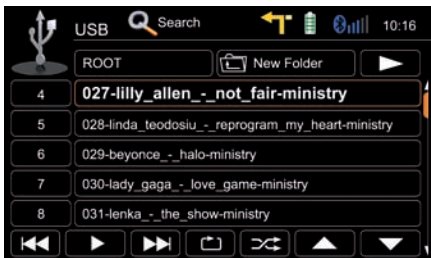 USB Search 10:16
ROOT New Folder
4 027-lilly_allen_-_not_fair-ministry
5 028-linda_teodosiu_-_reprogram_my_heart-ministry
6 029-beyonce_-_halo-ministry
7 030-lady_gaga_-_love_game-ministry
8 031-lenka_-_the_show-ministry